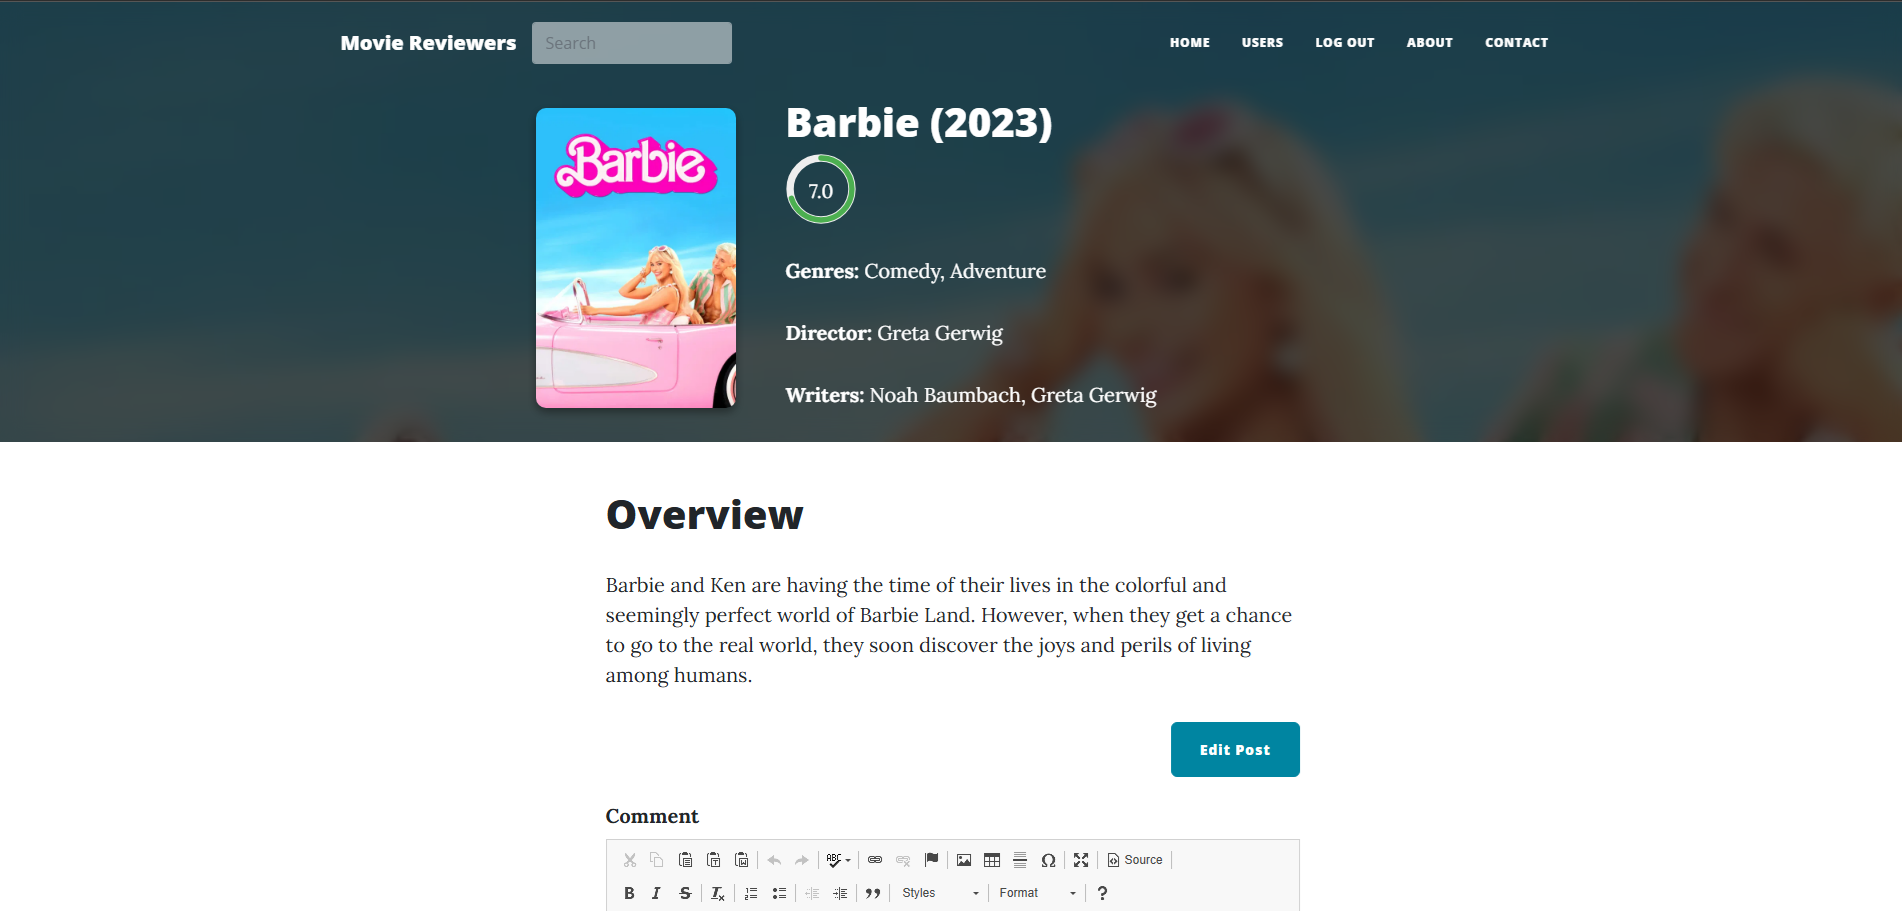 Movie Reviewers
Search
HOME
USERS
LOG OUT
ABOUT
CONTACT
Barbie
Barbie (2023)
7.0
Genres: Comedy, Adventure
Director: Greta Gerwig
Writers: Noah Baumbach, Greta Gerwig
Overview
Barbie and Ken are having the time of their lives in the colorful and
seemingly perfect world of Barbie Land. However, when they get a chance
to go to the real world, they soon discover the joys and perils of living
among humans.
Edit Post
Comment
ABC
Ω
Source
B I S Tx
Styles
Format
?